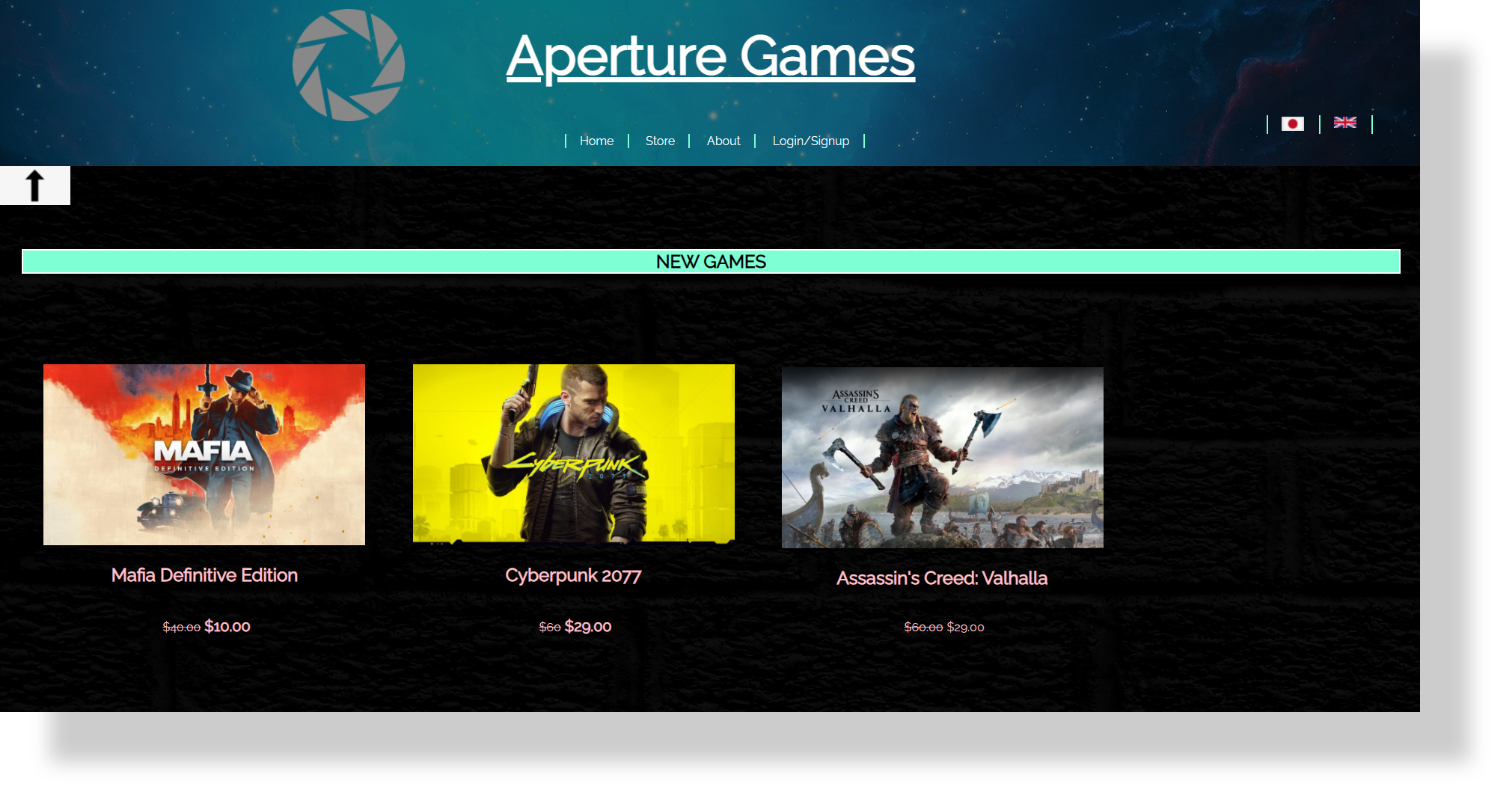 Aperture Games
Home Store About Login/Signup
NEW GAMES
MAFIA
DEFINITIVE EDITION
Cyberpunk
2077
ASSASSIN'S
CREED
VALHALLA
Mafia Definitive Edition
Cyberpunk 2077
Assassin's Creed: Valhalla
$40.00 $10.00
$60 $29.00
$60.00 $29.00